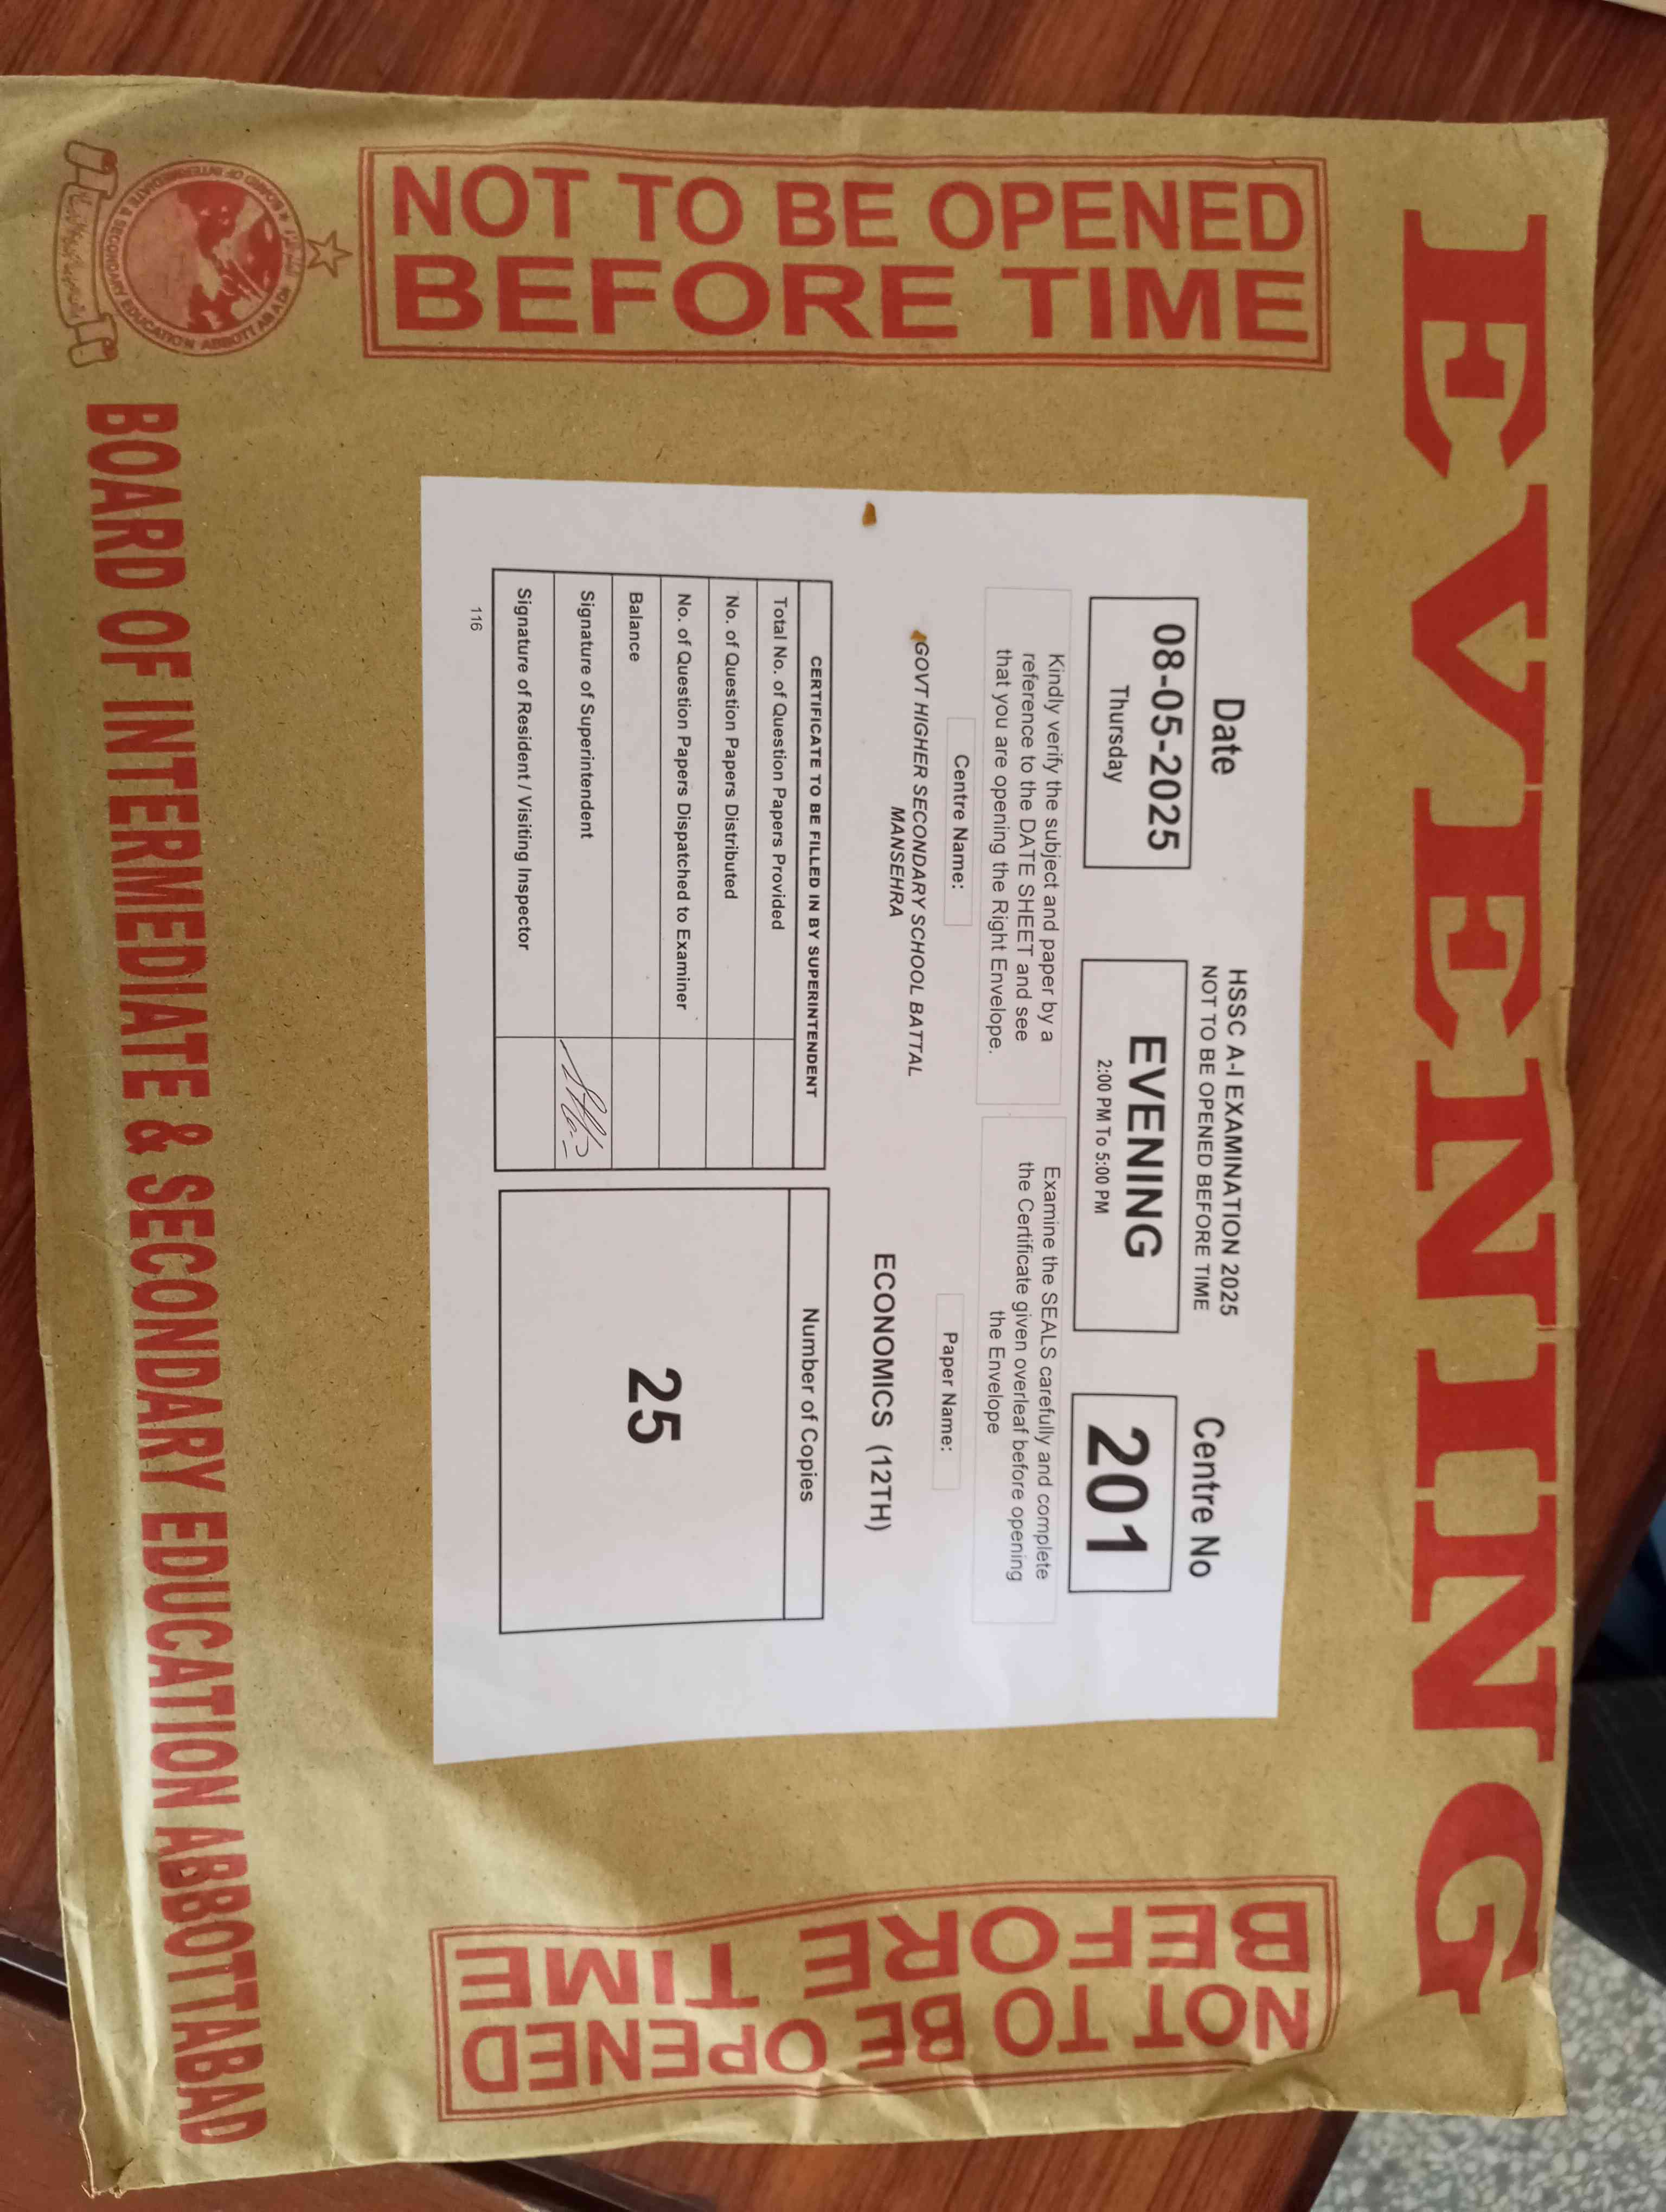 EVENING
NOT TO BE OPENED
BEFORE TIME
Date
08-05-2025
Thursday
HSSC A-I EXAMINATION 2025
NOT TO BE OPENED BEFORE TIME
EVENING
2:00 PM To 5:00 PM
Centre No
201
Kindly verify the subject and paper by a
reference to the DATE SHEET and see
that you are opening the Right Envelope.
Examine the SEALS carefully and complete
the Certificate given overleaf before opening
the Envelope
Centre Name:
GOVT HIGHER SECONDARY SCHOOL BATTAL
MANSEHRA
Paper Name:
ECONOMICS (12TH)
CERTIFICATE TO BE FILLED IN BY SUPERINTENDENT
Total No. of Question Papers Provided
No. of Question Papers Distributed
No. of Question Papers Dispatched to Examiner
Balance
Signature of Superintendent
Signature of Resident / Visiting Inspector
Number of Copies
25
116
NOT TO BE OPENED
BEFORE TIME
BOARD OF INTERMEDIATE & SECONDARY EDUCATION ABBOTTABAD
BOARD OF INTERMEDIATE & SECONDARY EDUCATION ABBOTTABAD